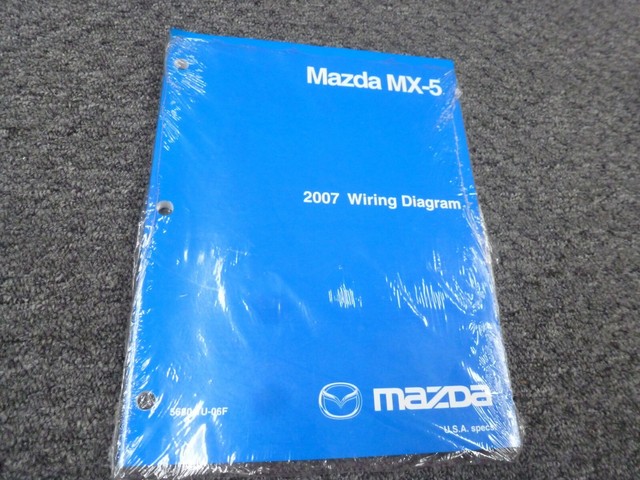 Mazda MX-5
2007 Wiring Diagram
mazda
U.S.A. specs.